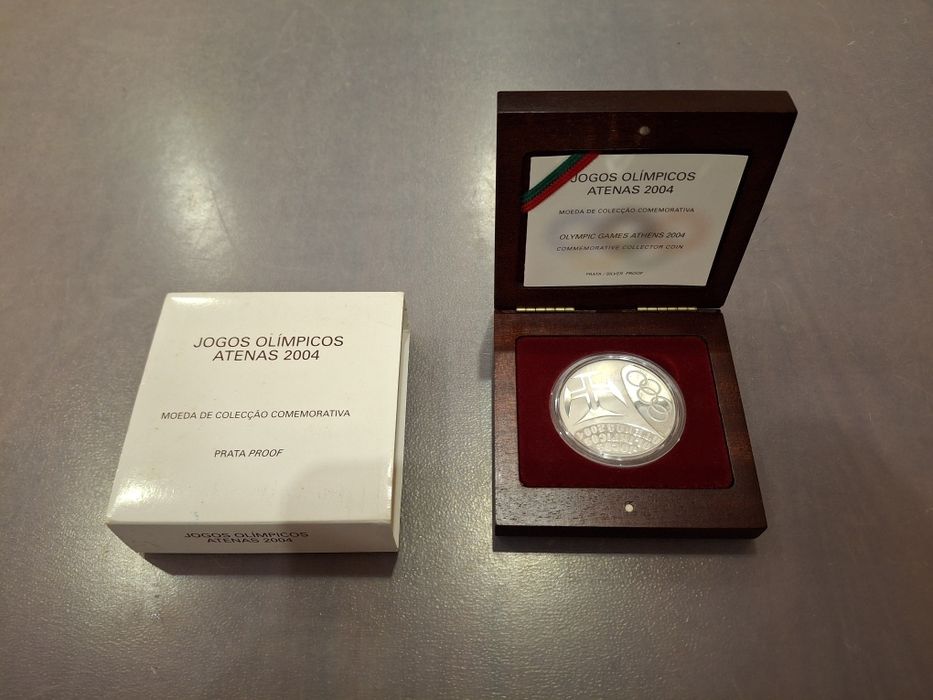 JOGOS OLÍMPICOS
ATENAS 2004
MOEDA DE COLECÇÃO COMEMORATIVA
PRATA PROOF
JOGOS OLÍMPICOS
ATENAS 2004
JOGOS OLÍMPICOS
ATENAS 2004
MOEDA DE COLECÇÃO COMEMORATIVA
OLYMPIC GAMES ATHENS 2004
COMMEMORATIVE COLLECTOR COIN
PRATA / SILVER PROOF